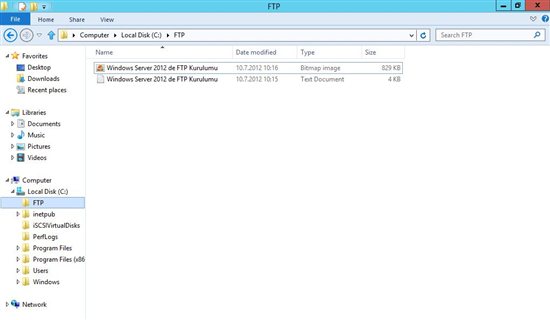 FTP
File Home Share View
Computer Local Disk (C:) FTP Search FTP
Name Date modified Type Size
Windows Server 2012 de FTP Kurulumu 10.7.2012 10:16 Bitmap image 829 KB
Windows Server 2012 de FTP Kurulumu 10.7.2012 10:15 Text Document 4 KB
Favorites
Desktop
Downloads
Recent places
Libraries
Documents
Music
Pictures
Videos
Computer
Local Disk (C:)
FTP
inetpub
iSCSIVirtualDisks
PerfLogs
Program Files
Program Files (x86
Users
Windows
Network